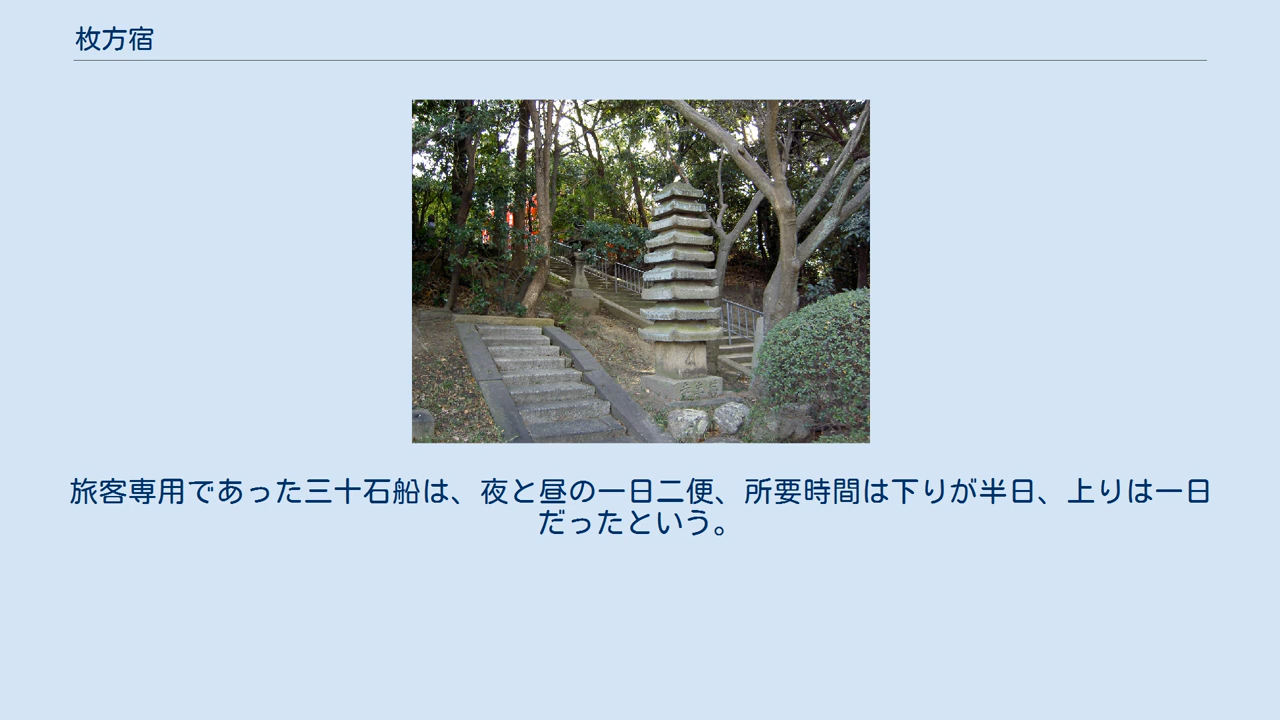 枚方宿
旅客専用であった三十石船は、夜と昼の一日二便、所要時間は下りが半日、上りは一日
だったという。